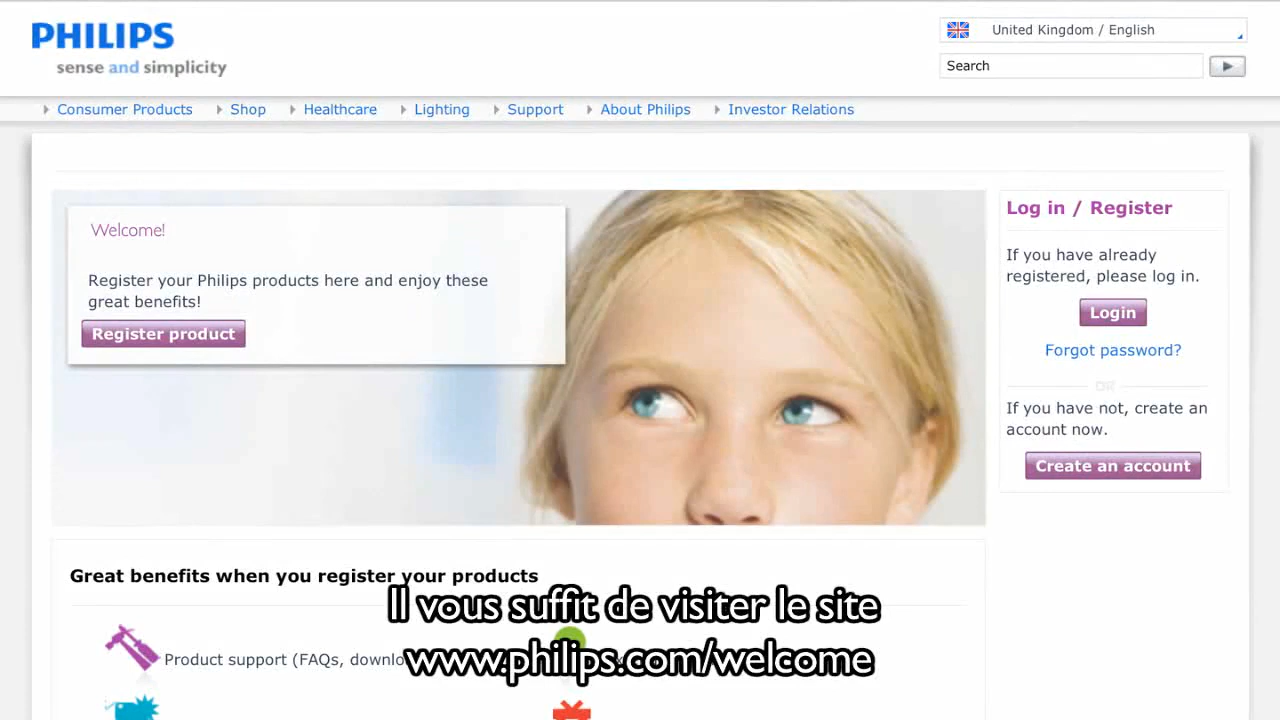 PHILIPS
sense and simplicity
United Kingdom / English
Search
Consumer Products
Shop
Healthcare
Lighting
Support
About Philips
Investor Relations
Welcome!
Register your Philips products here and enjoy these
great benefits!
Register product
Log in / Register
If you have already
registered, please log in.
Login
Forgot password?
OR
If you have not, create an
account now.
Create an account
Great benefits when you register your products
Product support (FAQs,
Il vous suffit de visiter le site
www.philips.com/welcome